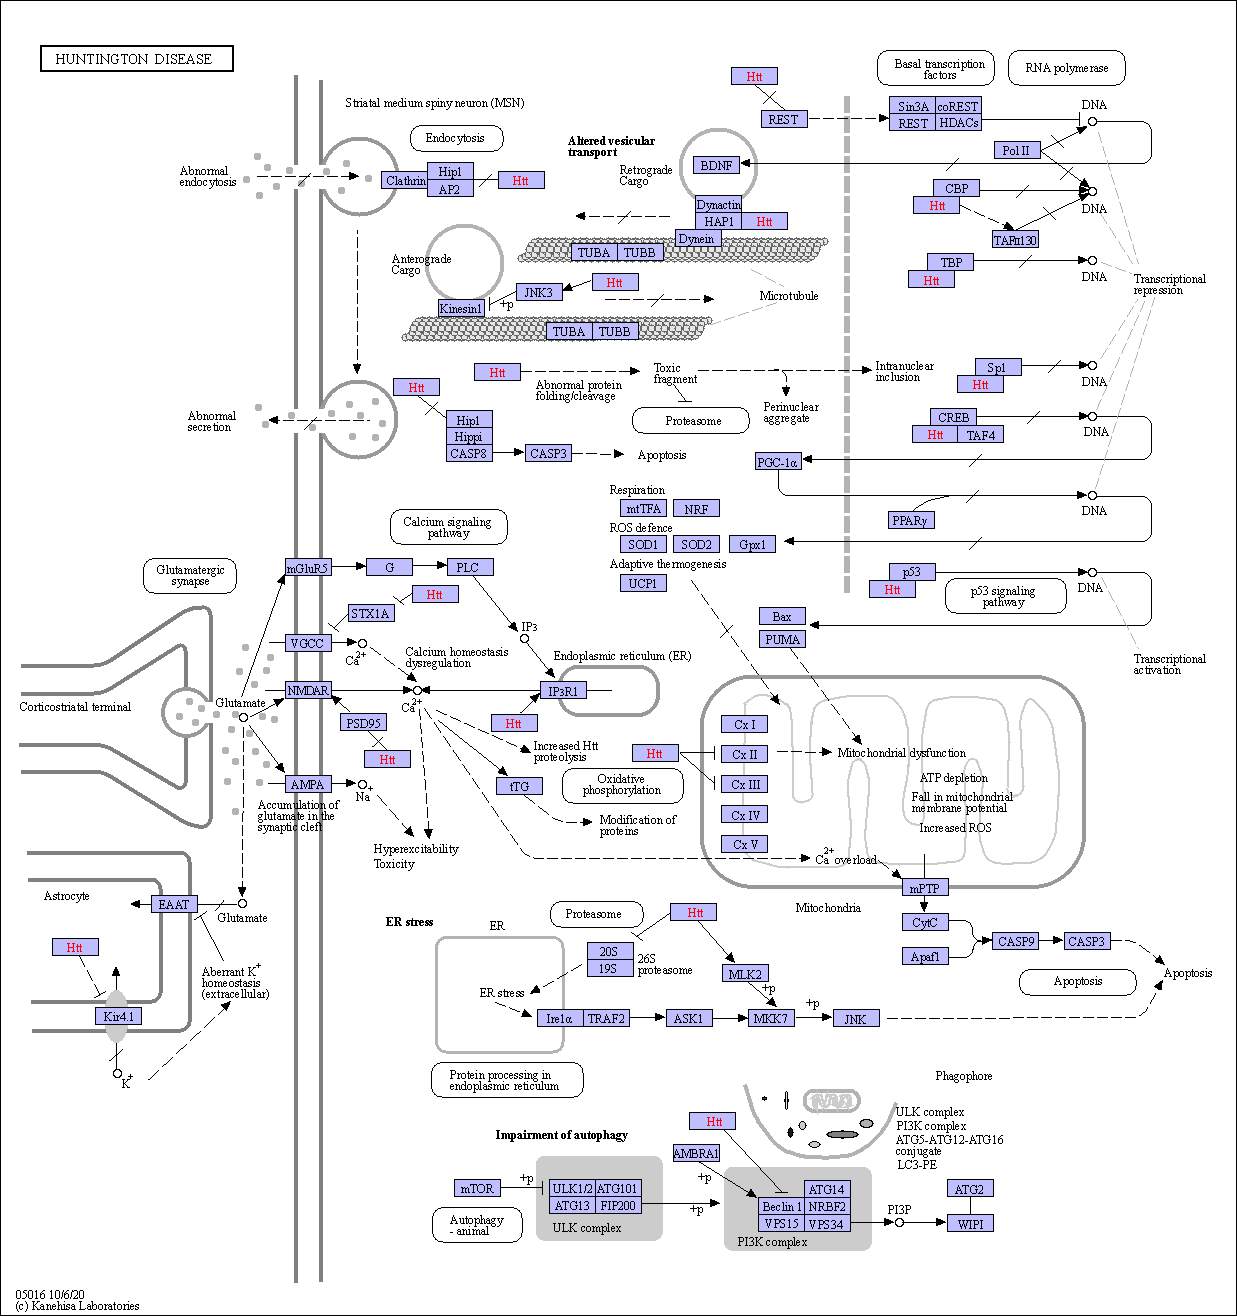 HUNTINGTON DISEASE
Striatal medium spiny neuron (MSN)
Endocytosis
Abnormal
endocytosis
Clathrin
Hip1
AP2
Htt
Altered vesicular
transport
Retrograde
Cargo
BDNF
Dynactin
HAP1
Htt
Dynein
TUBA
TUBB
Anterograde
Cargo
Htt
JNK3
+p
Kinesin1
TUBA
TUBB
Microtubule
Htt
REST
Basal transcription
factors
RNA polymerase
Sin3A
coREST
REST
HDACs
DNA
Pol II
CBP
Htt
DNA
TAFII130
TBP
Htt
DNA
Transcriptional
repression
Sp1
Htt
DNA
CREB
Htt
TAF4
DNA
PGC-1α
DNA
PPARγ
p53
Htt
DNA
p53 signaling
pathway
Transcriptional
activation
Htt
Abnormal protein
folding/cleavage
Toxic
fragment
Intranuclear
inclusion
Perinuclear
aggregate
Proteasome
Abnormal
secretion
Htt
Hip1
Hippi
CASP8
CASP3
Apoptosis
Respiration
mtTFA
NRF
ROS defence
SOD1
SOD2
Gpx1
Adaptive thermogenesis
UCP1
Bax
PUMA
Calcium signaling
pathway
Glutamatergic
synapse
mGluR5
G
PLC
Htt
STX1A
VGCC
Ca2+
IP3
Calcium homeostasis
dysregulation
Endoplasmic reticulum (ER)
Glutamate
NMDAR
Ca2+
IP3R1
Corticostriatal terminal
PSD95
Htt
Htt
Increased Htt
proteolysis
AMPA
Na+
tTG
Accumulation of
glutamate in the
synaptic cleft
Modification of
proteins
Hyperexcitability
Toxicity
Htt
Oxidative
phosphorylation
Cx I
Cx II
Cx III
Cx IV
Cx V
Mitochondrial dysfunction
ATP depletion
Fall in mitochondrial
membrane potential
Increased ROS
Ca2+ overload
mPTP
Mitochondria
CytC
Apaf1
CASP9
CASP3
Apoptosis
Apoptosis
Astrocyte
EAAT
Glutamate
Htt
Aberrant K+
homeostasis
(extracellular)
Kir4.1
K+
ER stress
ER
Proteasome
Htt
20S
19S
26S
proteasome
MLK2
+p
ER stress
Ire1α
TRAF2
ASK1
MKK7
+p
JNK
Protein processing in
endoplasmic reticulum
Phagophore
ULK complex
PI3K complex
ATG5-ATG12-ATG16
conjugate
LC3-PE
Impairment of autophagy
Htt
AMBRA1
+p
mTOR
+p
ULK1/2
ATG101
ATG13
FIP200
ULK complex
+p
ATG14
Beclin 1
NRBF2
VPS15
VPS34
PI3K complex
PI3P
ATG2
WIPI
Autophagy
- animal
05016 10/6/20
(c) Kanehisa Laboratories